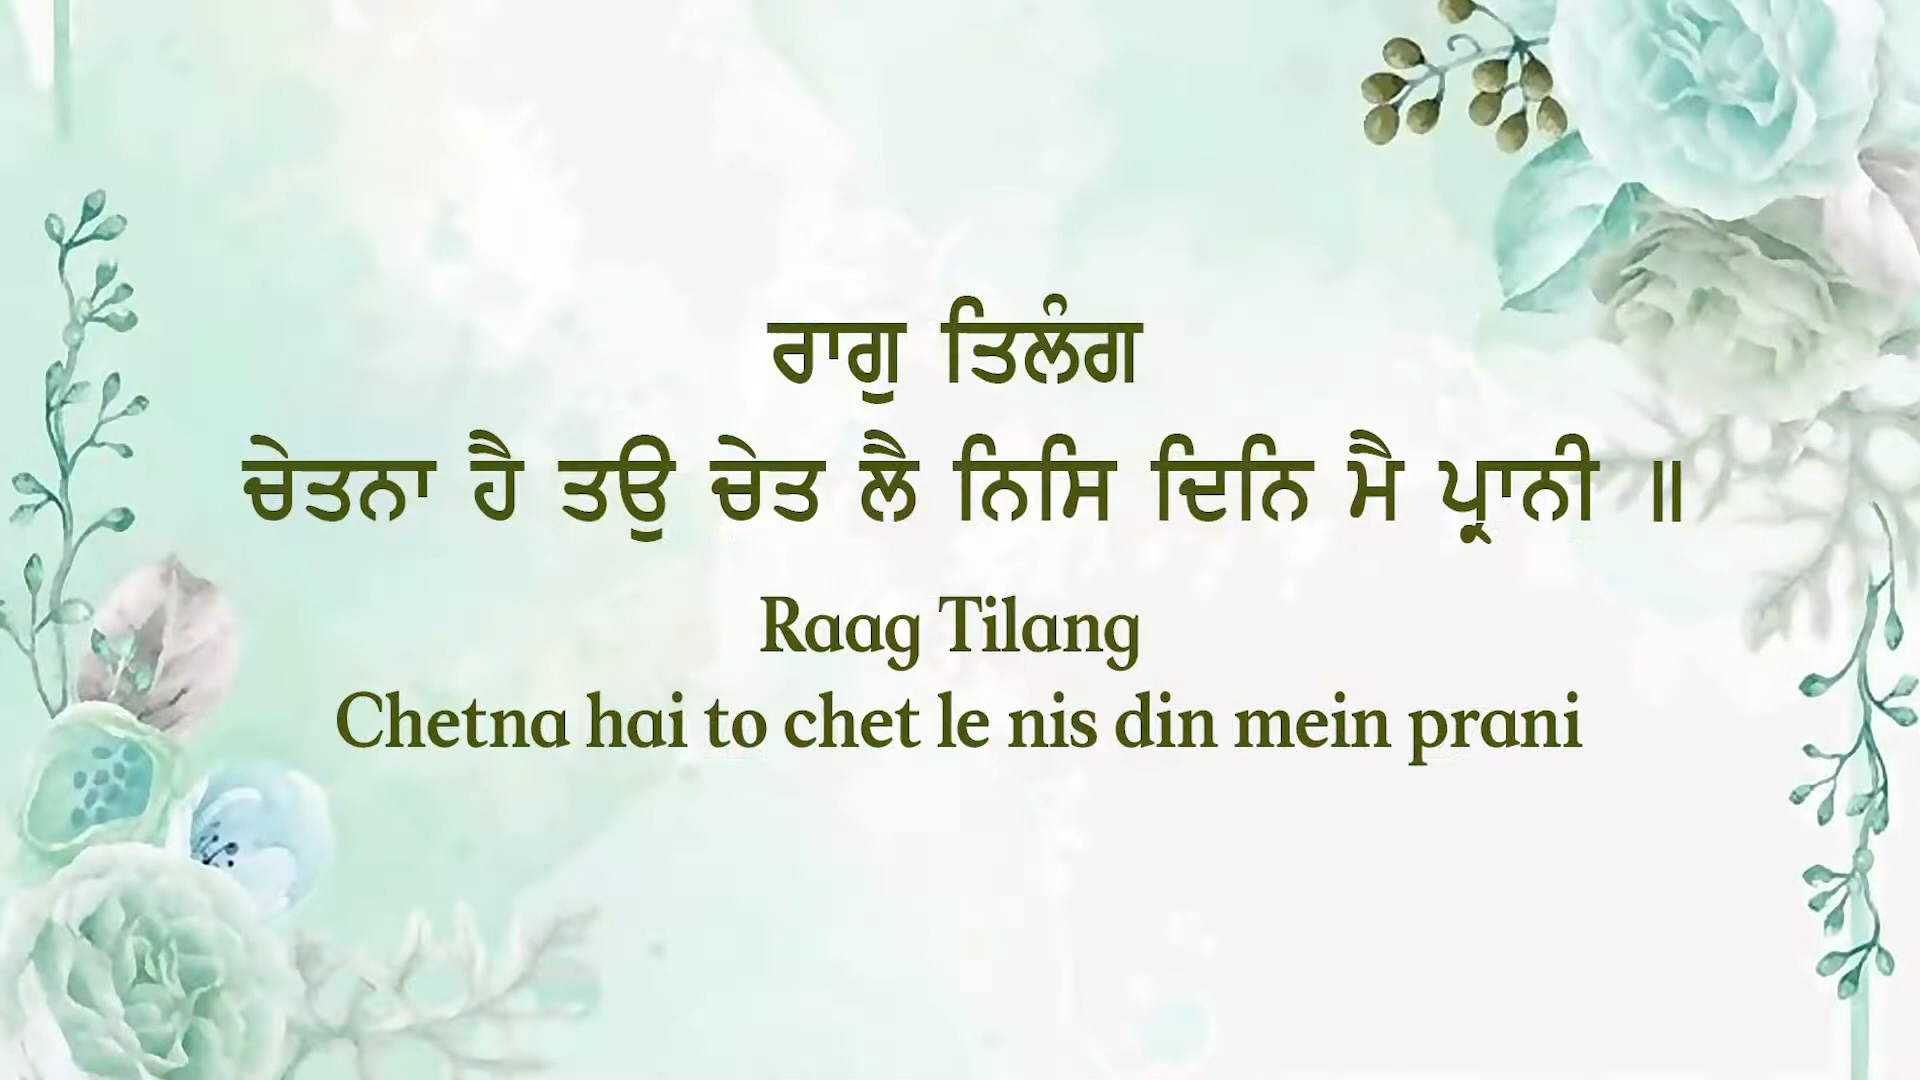 ਰਾਗੁ ਤਿਲੰਗ
ਚੇਤਨਾ ਹੈ ਤਉ ਚੇਤ ਲੈ ਨਿਸਿ ਦਿਨਿ ਮੈ ਪ੍ਰਾਨੀ ॥
Raag Tilang
Chetna hai to chet le nis din mein prani